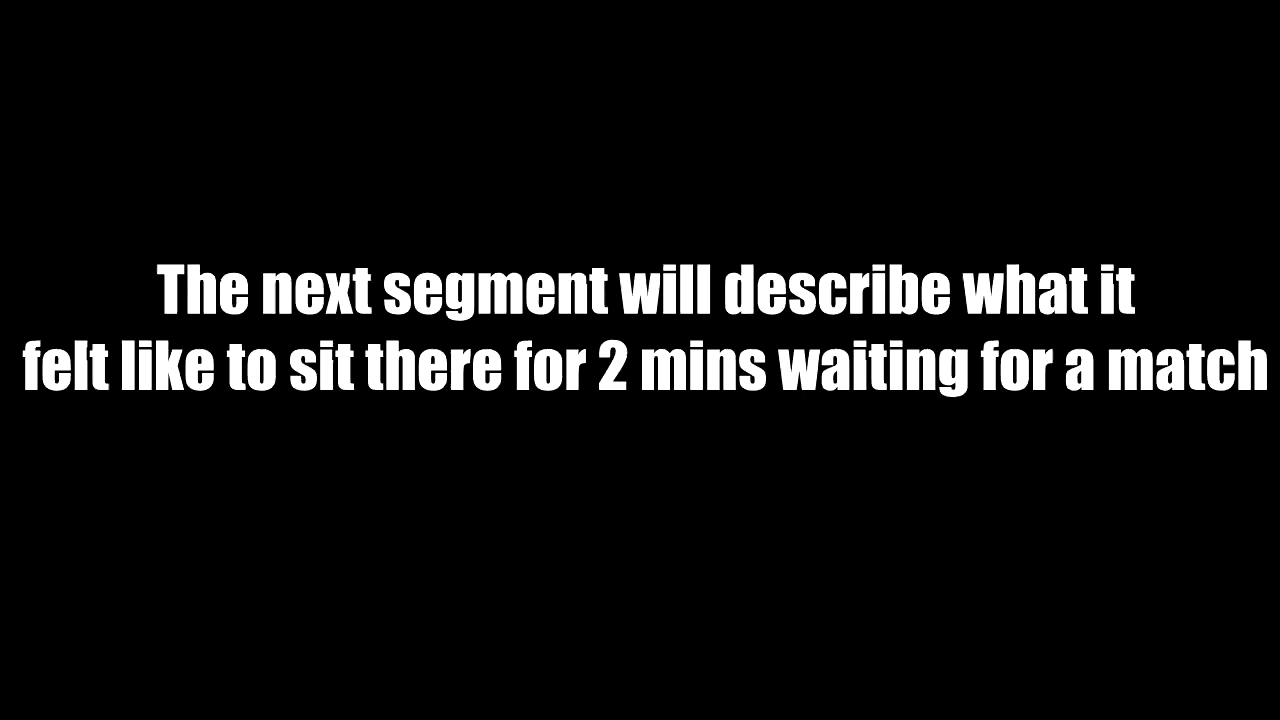 The next segment will describe what it
felt like to sit there for 2 mins waiting for a match